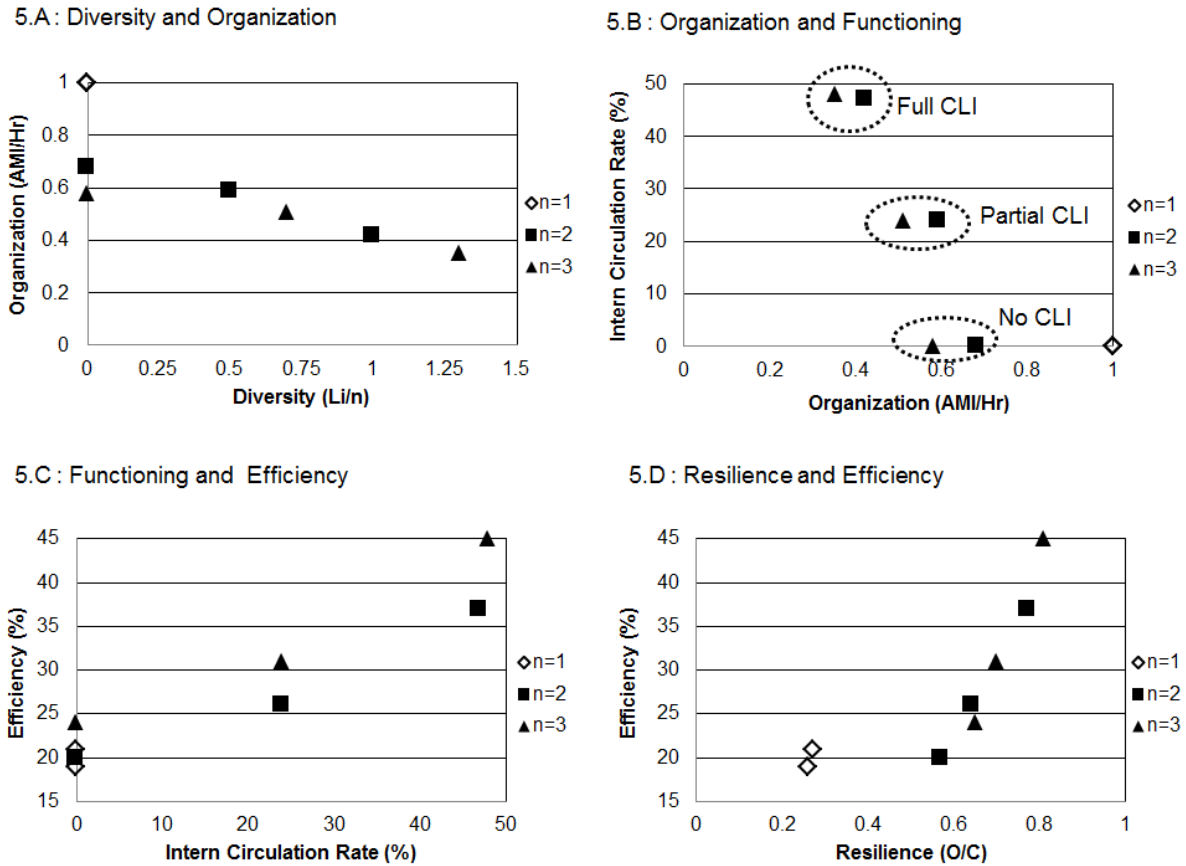 5.A : Diversity and Organization
Organization (AMI/Hr)
1
0.8
0.6
0.4
0.2
0
0 0.25 0.5 0.75 1 1.25 1.5
Diversity (Li/n)
n=1
n=2
n=3
5.B : Organization and Functioning
Intern Circulation Rate (%)
50
40
30
20
10
0
Full CLI
Partial CLI
No CLI
0 0.2 0.4 0.6 0.8 1
Organization (AMI/Hr)
n=1
n=2
n=3
5.C : Functioning and Efficiency
Efficiency (%)
45
40
35
30
25
20
15
0 10 20 30 40 50
Intern Circulation Rate (%)
n=1
n=2
n=3
5.D : Resilience and Efficiency
Efficiency (%)
45
40
35
30
25
20
15
0 0.2 0.4 0.6 0.8 1
Resilience (O/C)
n=1
n=2
n=3